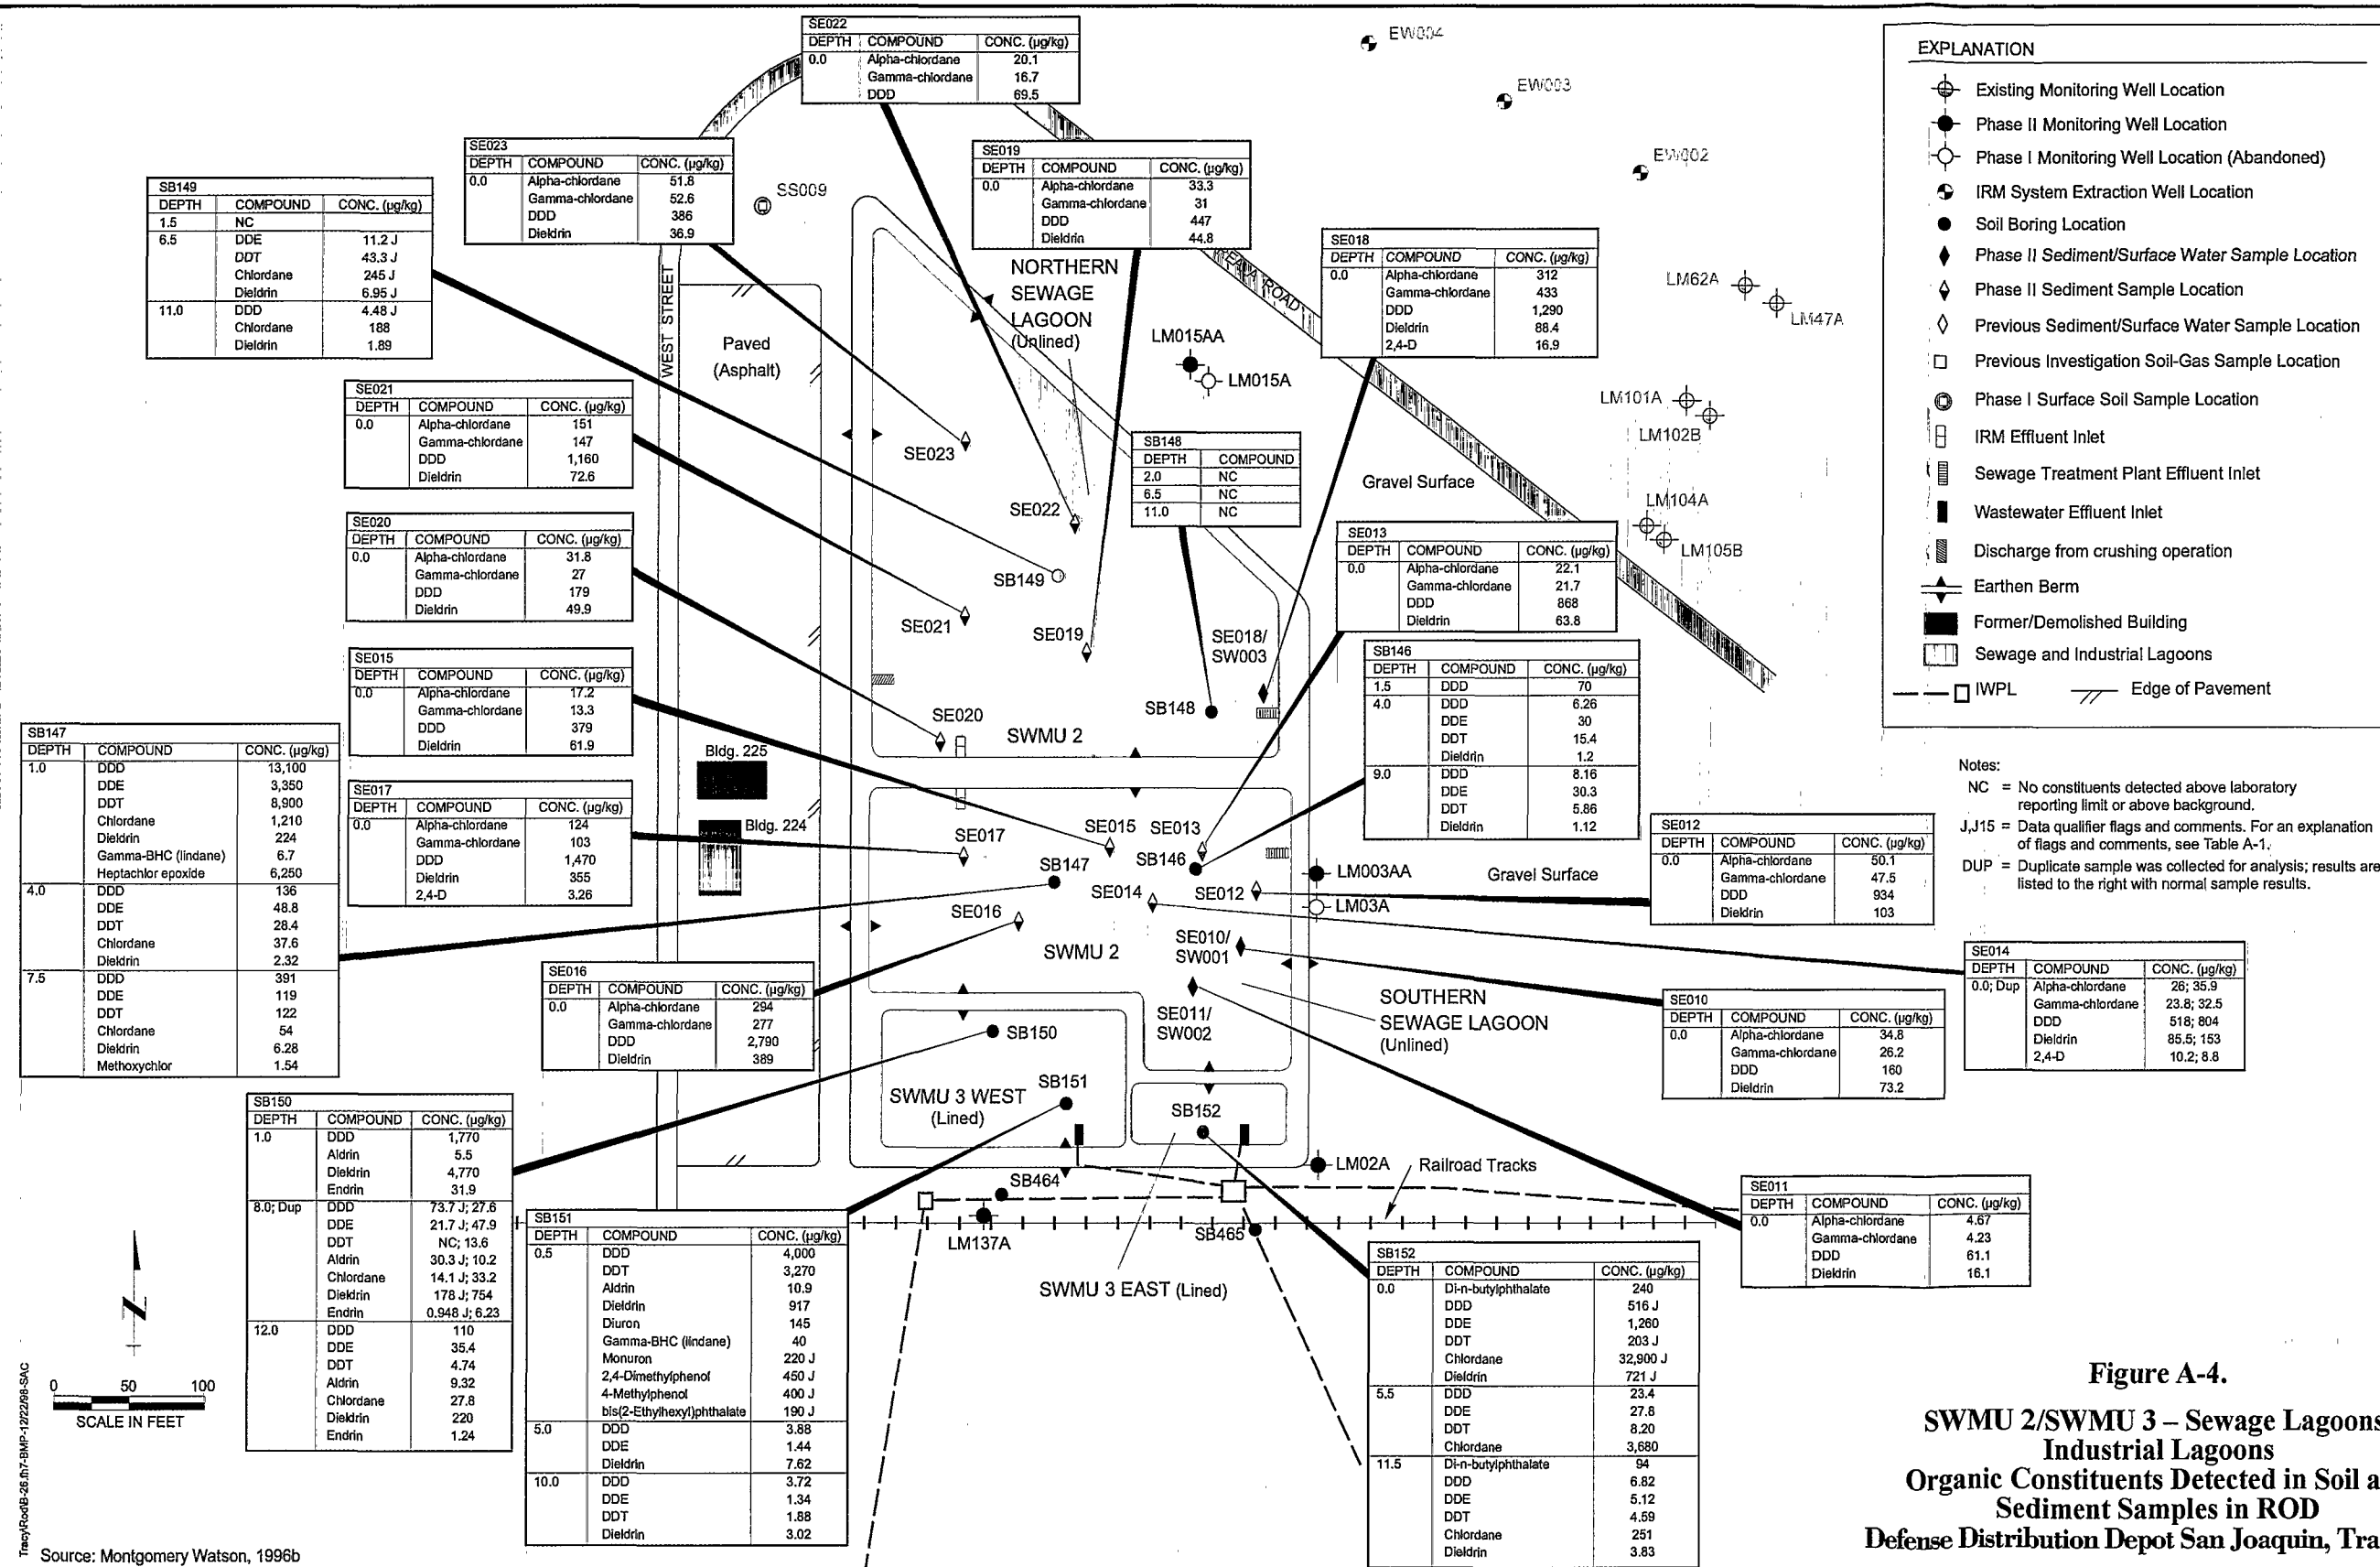 SE022
DEPTH COMPOUND CONC. (µg/kg)
0.0 Alpha-chlordane 20.1
Gamma-chlordane 16.7
DDD 69.5
EW004
EW003
EW002
SE023
DEPTH COMPOUND CONC. (µg/kg)
0.0 Alpha-chlordane 51.8
Gamma-chlordane 52.6
DDD 386
Dieldrin 36.9
SS009
SE019
DEPTH COMPOUND CONC. (µg/kg)
0.0 Alpha-chlordane 33.3
Gamma-chlordane 31
DDD 447
Dieldrin 44.8
SB149
DEPTH COMPOUND CONC. (µg/kg)
1.5 NC
6.5 DDE 11.2 J
DDT 43.3 J
Chlordane 245 J
Dieldrin 6.95 J
11.0 DDD 4.48 J
Chlordane 188
Dieldrin 1.89
SE018
DEPTH COMPOUND CONC. (µg/kg)
0.0 Alpha-chlordane 312
Gamma-chlordane 433
DDD 1,290
Dieldrin 88.4
2,4-D 16.9
NORTHERN
SEWAGE
LAGOON
(Unlined)
WEST STREET
Paved
(Asphalt)
ROAD
LM62A
LM47A
LM015AA
LM015A
LM101A
LM102B
LM104A
LM105B
Gravel Surface
SE021
DEPTH COMPOUND CONC. (µg/kg)
0.0 Alpha-chlordane 151
Gamma-chlordane 147
DDD 1,160
Dieldrin 72.6
SE023
SE022
SB148
DEPTH COMPOUND
2.0 NC
6.5 NC
11.0 NC
SE020
DEPTH COMPOUND CONC. (µg/kg)
0.0 Alpha-chlordane 31.8
Gamma-chlordane 27
DDD 179
Dieldrin 49.9
SE013
DEPTH COMPOUND CONC. (µg/kg)
0.0 Alpha-chlordane 22.1
Gamma-chlordane 21.7
DDD 868
Dieldrin 63.8
SB149
SE021
SE019
SE018/
SW003
SB148
SE020
SWMU 2
SE015
DEPTH COMPOUND CONC. (µg/kg)
0.0 Alpha-chlordane 17.2
Gamma-chlordane 13.3
DDD 379
Dieldrin 61.9
SB146
DEPTH COMPOUND CONC. (µg/kg)
1.5 DDD 70
4.0 DDD 6.26
DDE 30
DDT 15.4
Dieldrin 1.2
9.0 DDD 8.16
DDE 30.3
DDT 5.86
Dieldrin 1.12
SB147
DEPTH COMPOUND CONC. (µg/kg)
1.0 DDD 13,100
DDE 3,350
DDT 8,900
Chlordane 1,210
Dieldrin 224
Gamma-BHC (lindane) 6.7
Heptachlor epoxide 6,250
4.0 DDD 136
DDE 48.8
DDT 28.4
Chlordane 37.6
Dieldrin 2.32
7.5 DDD 391
DDE 119
DDT 122
Chlordane 54
Dieldrin 6.28
Methoxychlor 1.54
SE017
DEPTH COMPOUND CONC. (µg/kg)
0.0 Alpha-chlordane 124
Gamma-chlordane 103
DDD 1,470
Dieldrin 355
2,4-D 3.26
Bldg. 225
Bldg. 224
SE017
SE015
SE013
SB147
SB146
SE014
SE012
SE016
SWMU 2
SE010/
SW001
SE011/
SW002
LM003AA
LM03A
Gravel Surface
SE012
DEPTH COMPOUND CONC. (µg/kg)
0.0 Alpha-chlordane 50.1
Gamma-chlordane 47.5
DDD 934
Dieldrin 103
SE014
DEPTH COMPOUND CONC. (µg/kg)
0.0; Dup Alpha-chlordane 26; 35.9
Gamma-chlordane 23.8; 32.5
DDD 518; 804
Dieldrin 85.5; 153
2,4-D 10.2; 8.8
SE016
DEPTH COMPOUND CONC. (µg/kg)
0.0 Alpha-chlordane 294
Gamma-chlordane 277
DDD 2,790
Dieldrin 389
SOUTHERN
SEWAGE LAGOON
(Unlined)
SE010
DEPTH COMPOUND CONC. (µg/kg)
0.0 Alpha-chlordane 34.8
Gamma-chlordane 26.2
DDD 160
Dieldrin 73.2
SB150
SB151
SWMU 3 WEST
(Lined)
SB152
SB150
DEPTH COMPOUND CONC. (µg/kg)
1.0 DDD 1,770
Aldrin 5.5
Dieldrin 4,770
Endrin 31.9
8.0; Dup DDD 73.7 J; 27.6
DDE 21.7 J; 47.9
DDT NC; 13.6
Aldrin 30.3 J; 10.2
Chlordane 14.1 J; 33.2
Dieldrin 178 J; 754
Endrin 0.948 J; 6.23
12.0 DDD 110
DDE 35.4
DDT 4.74
Aldrin 9.32
Chlordane 27.8
Dieldrin 220
Endrin 1.24
LM02A
Railroad Tracks
SB464
LM137A
SB465
SWMU 3 EAST (Lined)
SB151
DEPTH COMPOUND CONC. (µg/kg)
0.5 DDD 4,000
DDT 3,270
Aldrin 10.9
Dieldrin 917
Diuron 145
Gamma-BHC (lindane) 40
Monuron 220 J
2,4-Dimethylphenol 450 J
4-Methylphenol 400 J
bis(2-Ethylhexyl)phthalate 190 J
5.0 DDD 3.88
DDE 1.44
Dieldrin 7.62
10.0 DDD 3.72
DDE 1.34
DDT 1.88
Dieldrin 3.02
SE011
DEPTH COMPOUND CONC. (µg/kg)
0.0 Alpha-chlordane 4.67
Gamma-chlordane 4.23
DDD 61.1
Dieldrin 16.1
SB152
DEPTH COMPOUND CONC. (µg/kg)
0.0 Di-n-butylphthalate 240
DDD 516 J
DDE 1,260
DDT 203 J
Chlordane 32,900 J
Dieldrin 721 J
5.5 DDD 23.4
DDE 27.8
DDT 8.20
Chlordane 3,680
11.5 Di-n-butylphthalate 94
DDD 6.82
DDE 5.12
DDT 4.59
Chlordane 251
Dieldrin 3.83
EXPLANATION
Existing Monitoring Well Location
Phase II Monitoring Well Location
Phase I Monitoring Well Location (Abandoned)
IRM System Extraction Well Location
Soil Boring Location
Phase II Sediment/Surface Water Sample Location
Phase II Sediment Sample Location
Previous Sediment/Surface Water Sample Location
Previous Investigation Soil-Gas Sample Location
Phase I Surface Soil Sample Location
IRM Effluent Inlet
Sewage Treatment Plant Effluent Inlet
Wastewater Effluent Inlet
Discharge from crushing operation
Earthen Berm
Former/Demolished Building
Sewage and Industrial Lagoons
IWPL Edge of Pavement
Notes:
NC = No constituents detected above laboratory
reporting limit or above background.
J,J15 = Data qualifier flags and comments. For an explanation
of flags and comments, see Table A-1.
DUP = Duplicate sample was collected for analysis; results are
listed to the right with normal sample results.
N
0 50 100
SCALE IN FEET
Tracy\Rod\B-26.fh7-BMP-12/22/98-SAC
Source: Montgomery Watson, 1996b
Figure A-4.
SWMU 2/SWMU 3 – Sewage Lagoons
Industrial Lagoons
Organic Constituents Detected in Soil a
Sediment Samples in ROD
Defense Distribution Depot San Joaquin, Tra